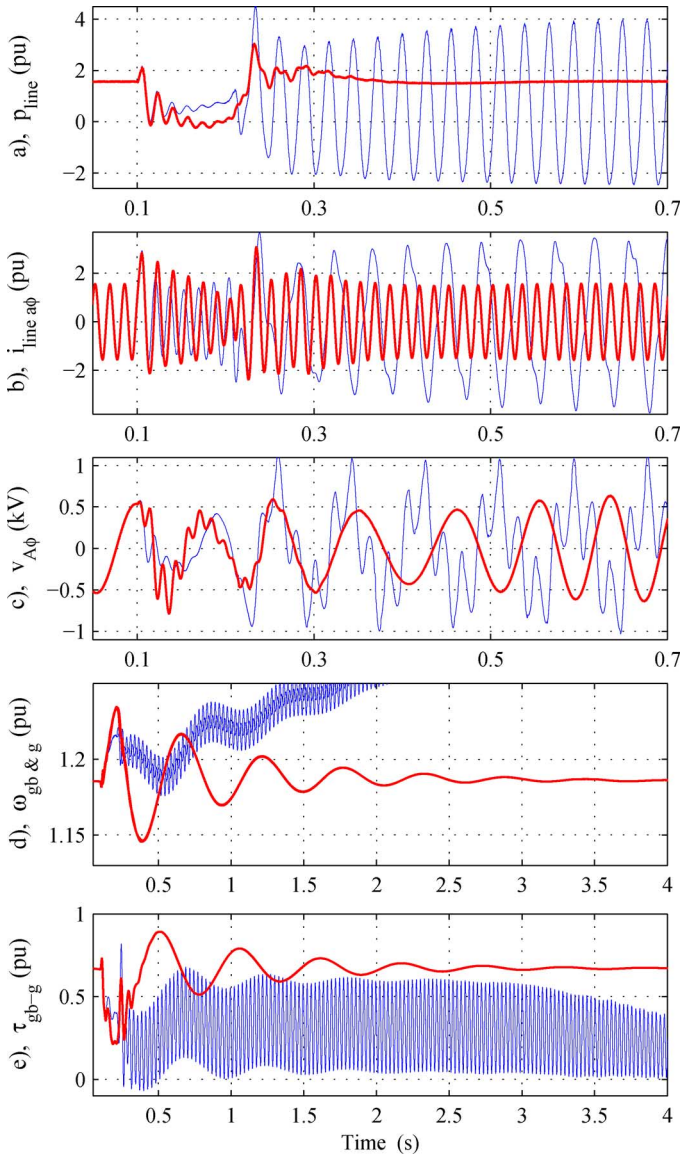 a), p_line (pu)
4
2
0
−2
0.1 0.3 0.5 0.7
b), i_line aϕ (pu)
2
0
−2
0.1 0.3 0.5 0.7
c), v_Aϕ (kV)
1
0.5
0
−0.5
−1
0.1 0.3 0.5 0.7
d), ω_gb & g (pu)
1.2
1.15
0.5 1 1.5 2 2.5 3 3.5 4
e), τ_gb−g (pu)
1
0.5
0
0.5 1 1.5 2 2.5 3 3.5 4
Time (s)